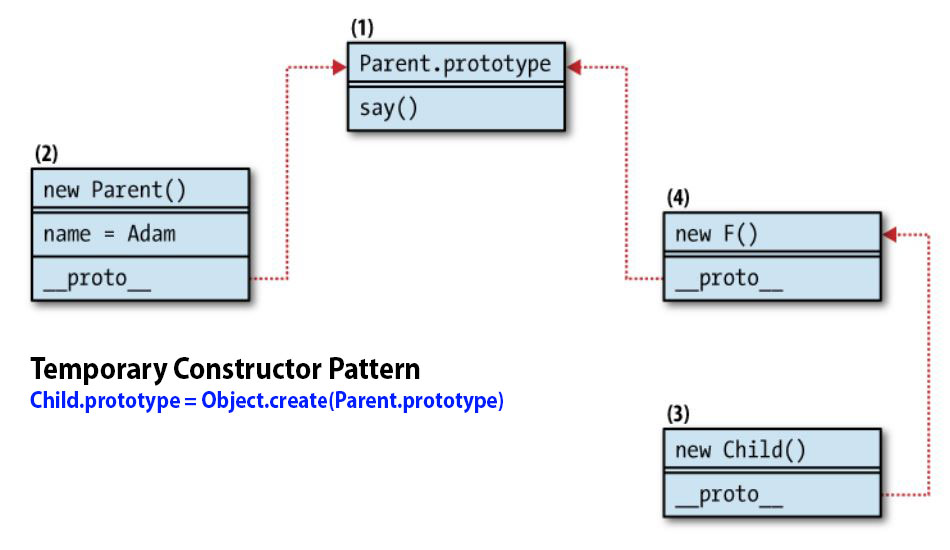 (1)
Parent.prototype
say()
(2)
new Parent()
name = Adam
__proto__
(4)
new F()
__proto__
Temporary Constructor Pattern
Child.prototype = Object.create(Parent.prototype)
(3)
new Child()
__proto__